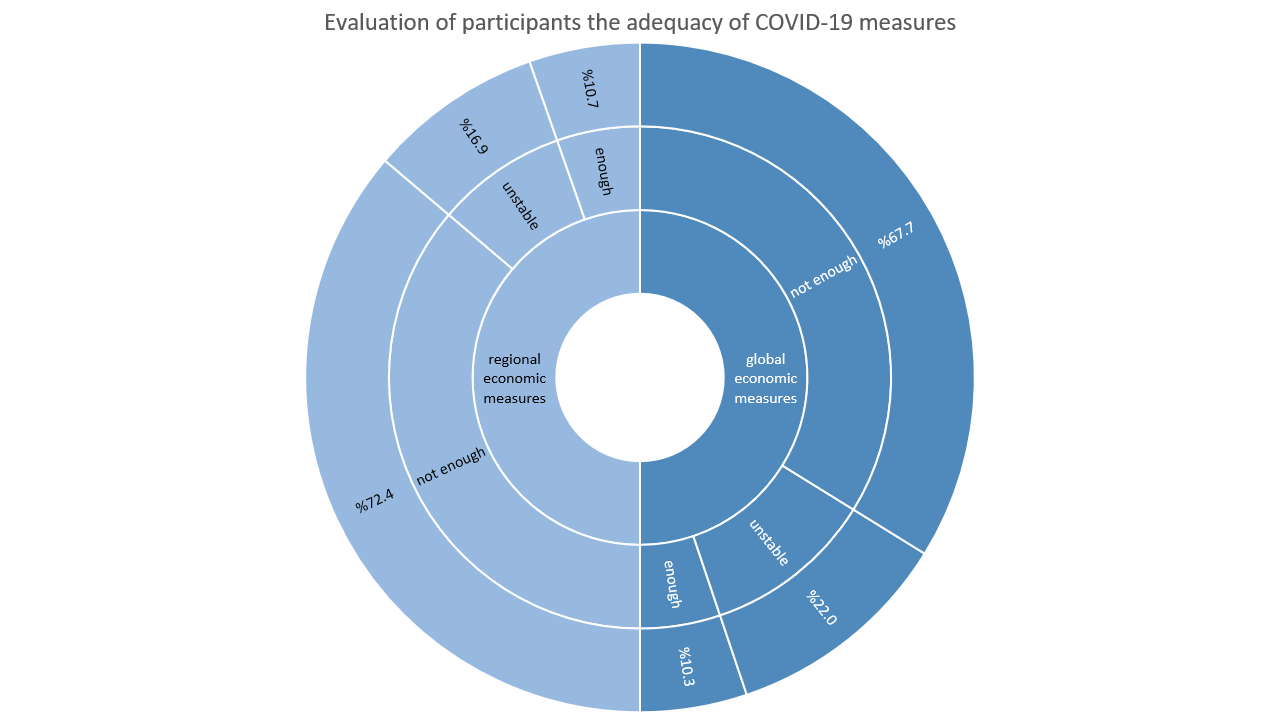 Evaluation of participants the adequacy of COVID-19 measures
%10.7
%16.9
enough
unstable
%67.7
not enough
regional
economic
measures
global
economic
measures
not enough
%72.4
unstable
enough
%22.0
%10.3